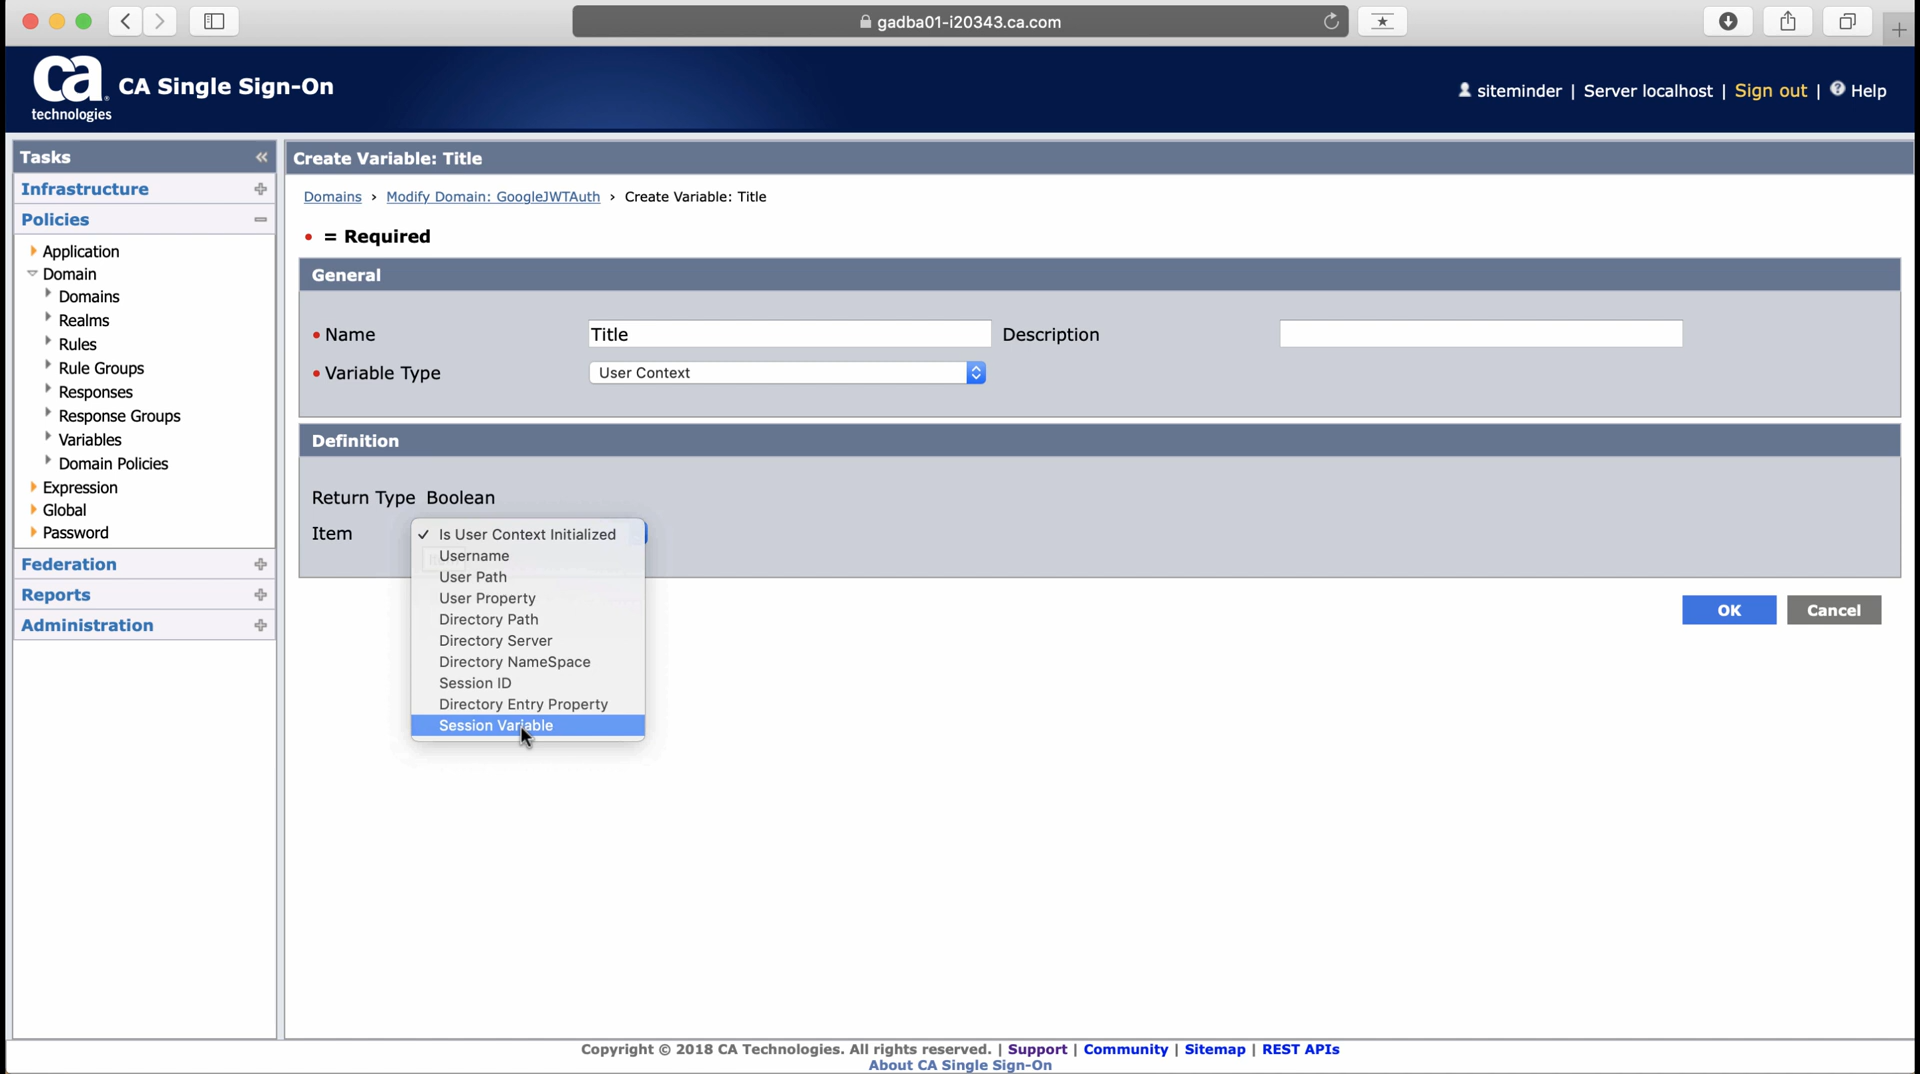 gadba01-i20343.ca.com
ca
technologies
CA Single Sign-On
siteminder | Server localhost | Sign out | Help
Tasks
Infrastructure
Policies
Application
Domain
Domains
Realms
Rules
Rule Groups
Responses
Response Groups
Variables
Domain Policies
Expression
Global
Password
Federation
Reports
Administration
Create Variable: Title
Domains › Modify Domain: GoogleJWTAuth › Create Variable: Title
• = Required
General
• Name Title Description
• Variable Type User Context
Definition
Return Type Boolean
Item
✓ Is User Context Initialized
Username
User Path
User Property
Directory Path
Directory Server
Directory NameSpace
Session ID
Directory Entry Property
Session Variable
OK Cancel
Copyright © 2018 CA Technologies. All rights reserved. | Support | Community | Sitemap | REST APIs
About CA Single Sign-On